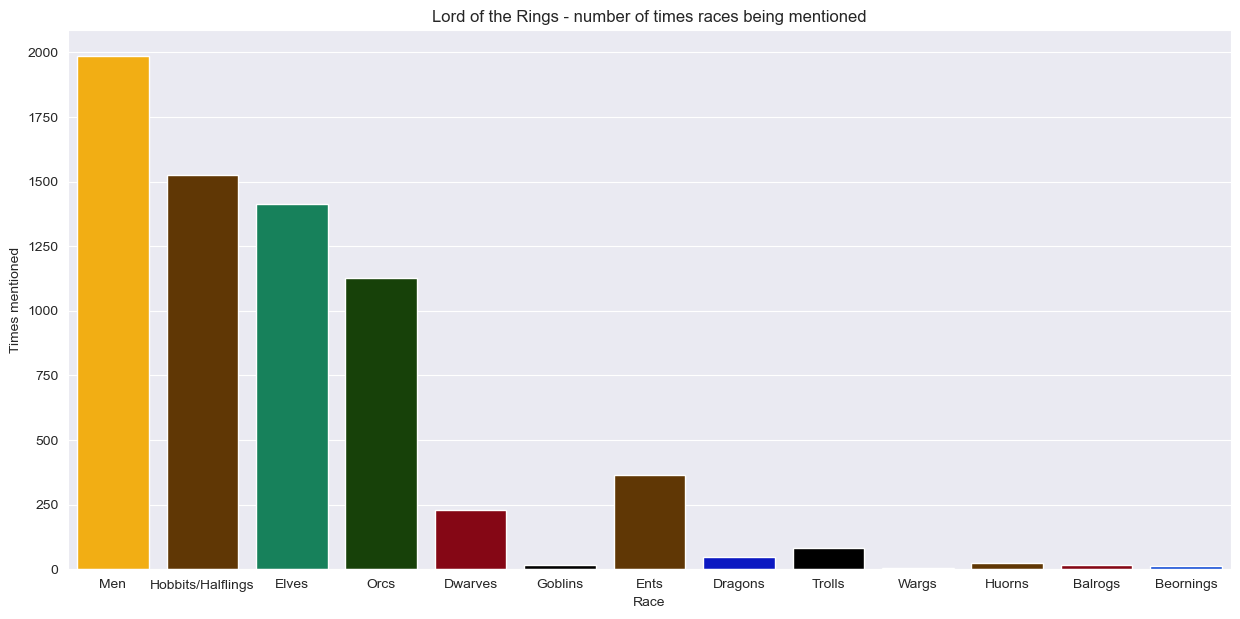 Lord of the Rings - number of times races being mentioned
2000
1750
1500
1250
1000
750
500
250
0
Times mentioned
Men Hobbits/Halflings Elves Orcs Dwarves Goblins Ents Dragons Trolls Wargs Huorns Balrogs Beornings
Race